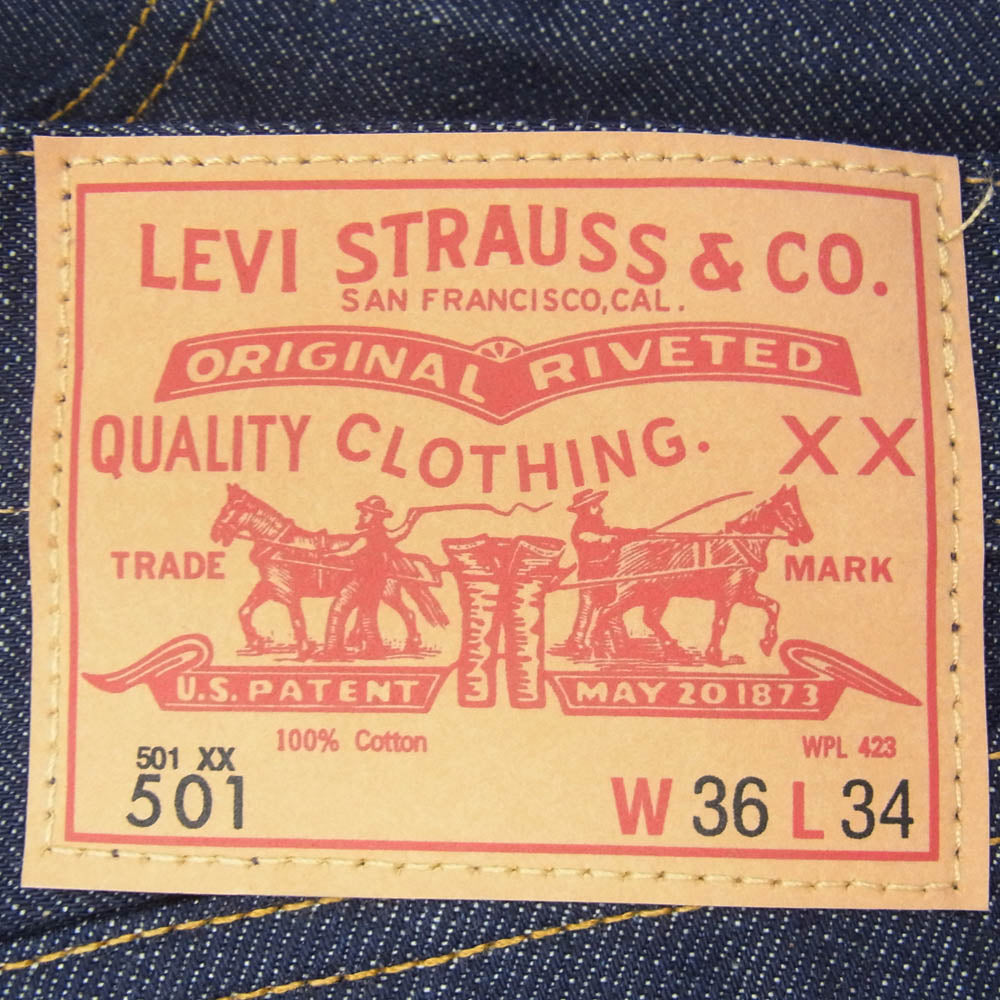 LEVI STRAUSS & CO.
SAN FRANCISCO, CAL.
ORIGINAL RIVETED
QUALITY CLOTHING. XX
TRADE MARK
U.S. PATENT MAY 20 1873
100% Cotton WPL 423
501 XX
501 W 36 L 34